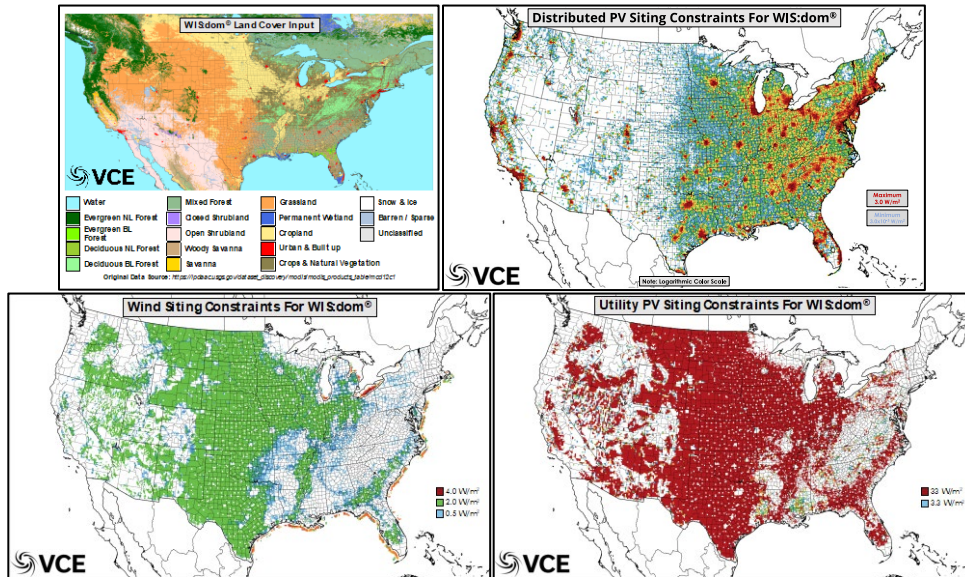 WIS:dom® Land Cover Input
VCE
Water
Evergreen NL Forest
Evergreen BL Forest
Deciduous NL Forest
Deciduous BL Forest
Mixed Forest
Closed Shrubland
Open Shrubland
Woody Savanna
Savanna
Grassland
Permanent Wetland
Cropland
Urban & Built up
Crops & Natural Vegetation
Snow & Ice
Barren / Sparse
Unclassified
Original Data Source:
Distributed PV Siting Constraints For WIS:dom®
Maximum
3.0 W/m²
Minimum
Note: Logarithmic Color Scale
VCE
Wind Siting Constraints For WIS:dom®
4.0 W/m²
2.0 W/m²
0.5 W/m²
VCE
Utility PV Siting Constraints For WIS:dom®
33 W/m²
3.3 W/m²
VCE